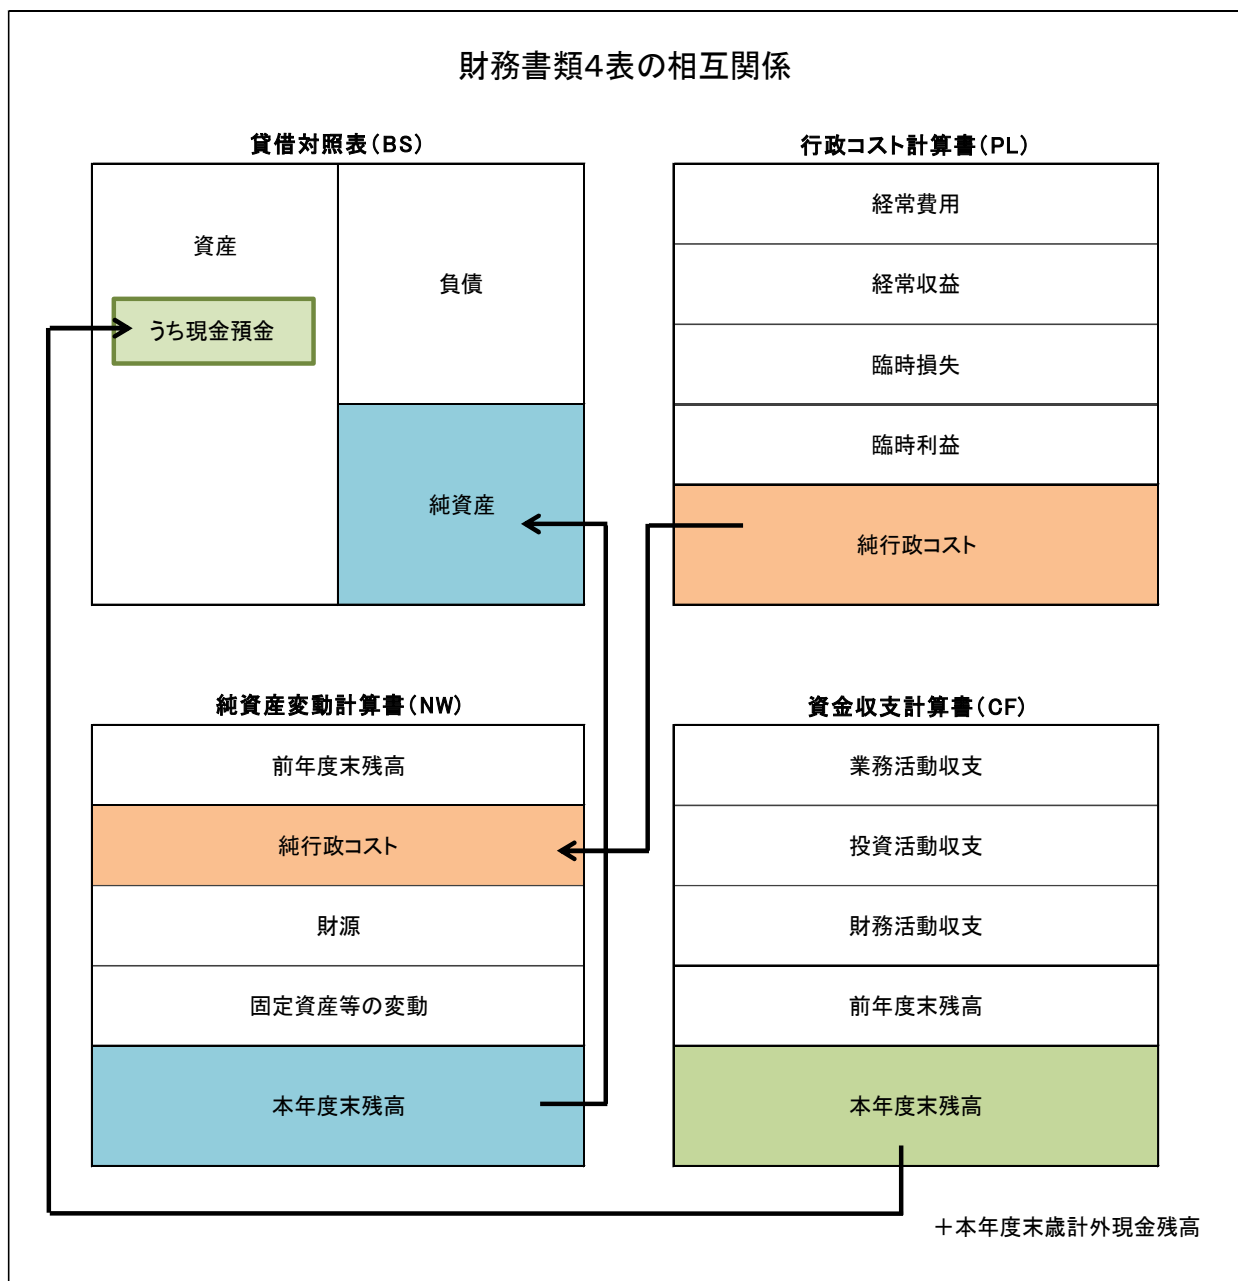 財務書類4表の相互関係
貸借対照表(BS)
資産
うち現金預金
負債
純資産
行政コスト計算書(PL)
経常費用
経常収益
臨時損失
臨時利益
純行政コスト
純資産変動計算書(NW)
前年度末残高
純行政コスト
財源
固定資産等の変動
本年度末残高
資金収支計算書(CF)
業務活動収支
投資活動収支
財務活動収支
前年度末残高
本年度末残高
+本年度末歳計外現金残高